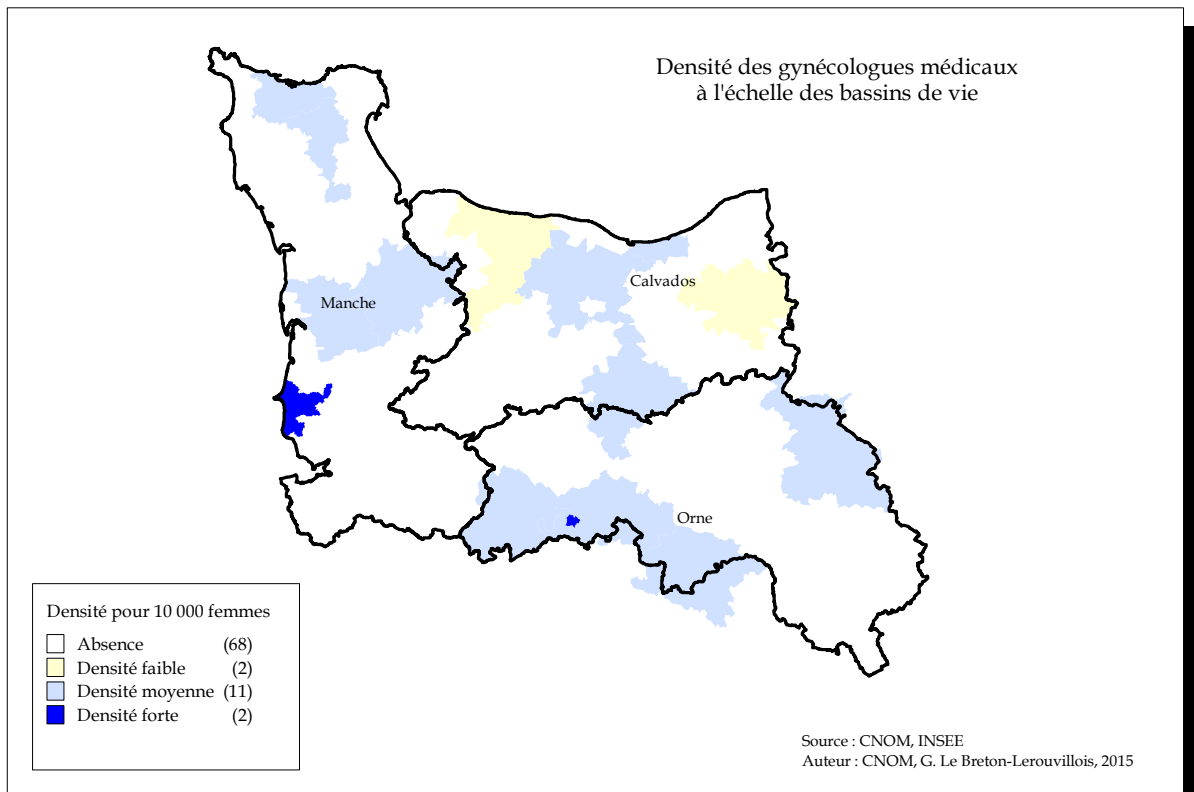 Densité des gynécologues médicaux
à l'échelle des bassins de vie
Calvados
Manche
Orne
Densité pour 10 000 femmes
Absence (68)
Densité faible (2)
Densité moyenne (11)
Densité forte (2)
Source : CNOM, INSEE
Auteur : CNOM, G. Le Breton-Lerouvillois, 2015